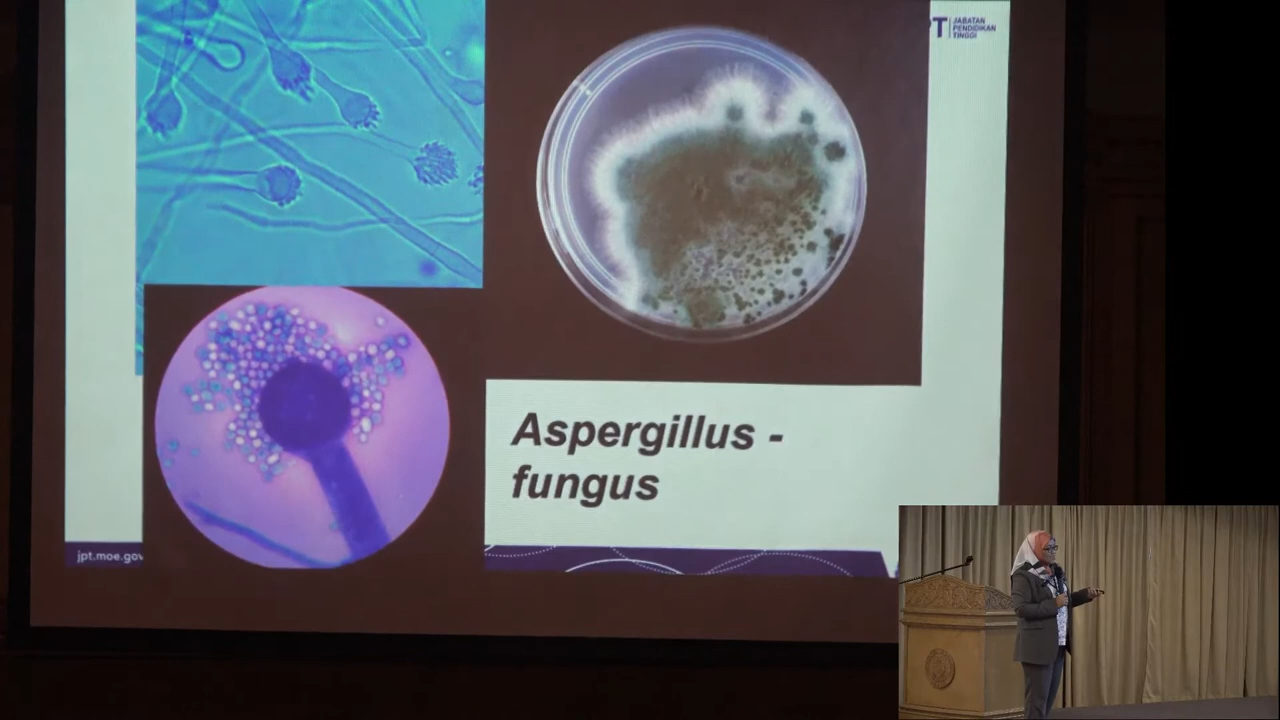 T
JABATAN
PENDIDIKAN
TINGGI
Aspergillus -
fungus
jpt.moe.gov